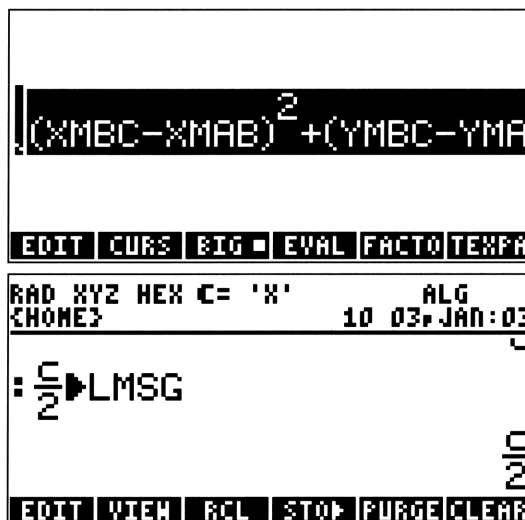 √(XMBC-XMAB)²+(YMBC-YMA
EDIT CURS BIG ▪ EVAL FACTO TEXPA
RAD XYZ HEX C= 'X' ALG
{HOME} 10 03, JAN:03
: c/2▶LMSG
c/2
EDIT VIEW RCL STO▶ PURGE CLEAR